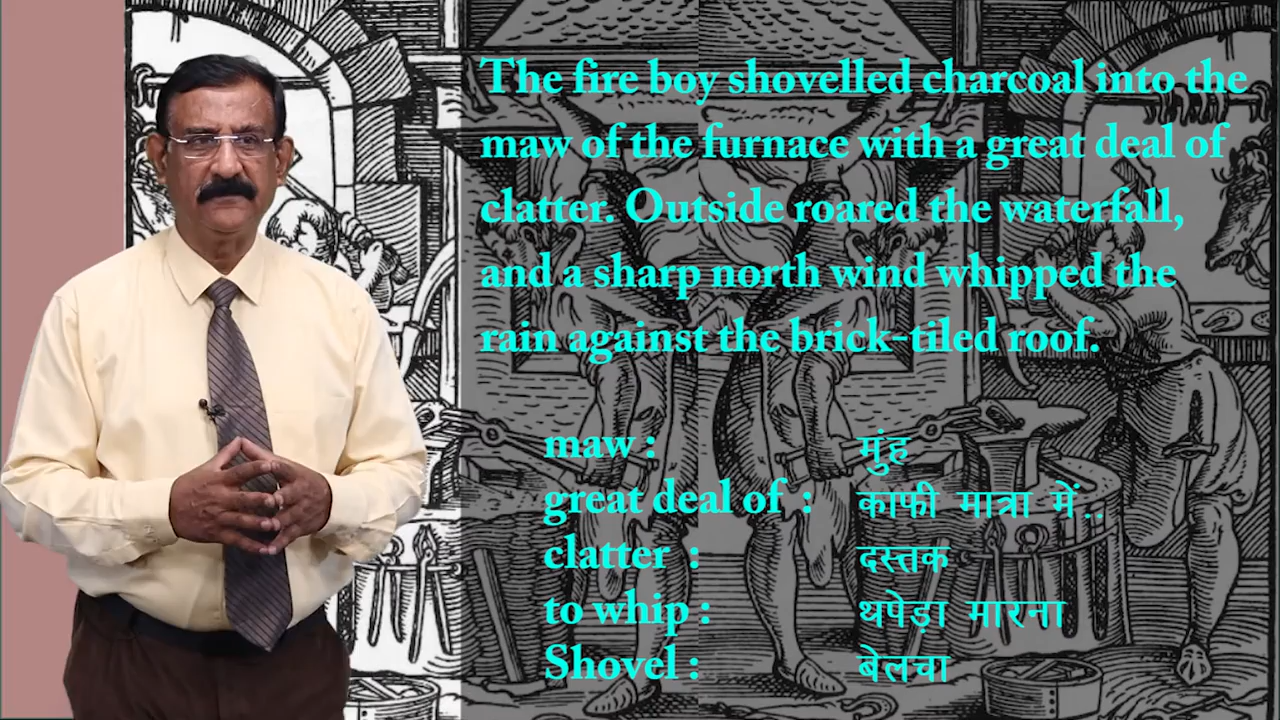 The fire boy shovelled charcoal into the
maw of the furnace with a great deal of
clatter. Outside roared the waterfall,
and a sharp north wind whipped the
rain against the brick-tiled roof.
maw : मुंह
great deal of : काफी मात्रा में..
clatter : दस्तक
to whip : थपेड़ा मारना
Shovel : बेलचा